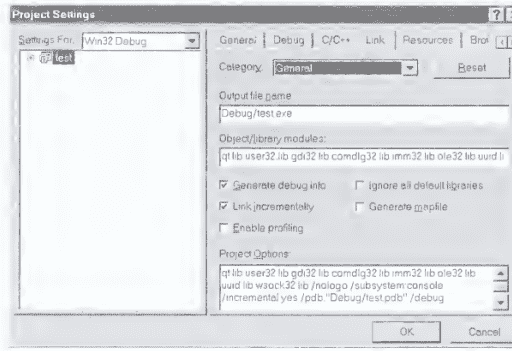 Project Settings
Settings For: Win32 Debug
test
General Debug C/C++ Link Resources
Category: General Reset
Output file name
Debug/test.exe
Object/library modules:
qt.lib user32.lib gdi32.lib comdlg32.lib imm32.lib ole32.lib uuid.li
Generate debug info Ignore all default libraries
Link incrementally Generate mapfile
Enable profiling
Project Options:
qt.lib user32.lib gdi32.lib comdlg32.lib imm32.lib ole32.lib
uuid.lib wsock32.lib /nologo /subsystem:console
/incremental:yes /pdb:"Debug/test.pdb" /debug
OK Cancel